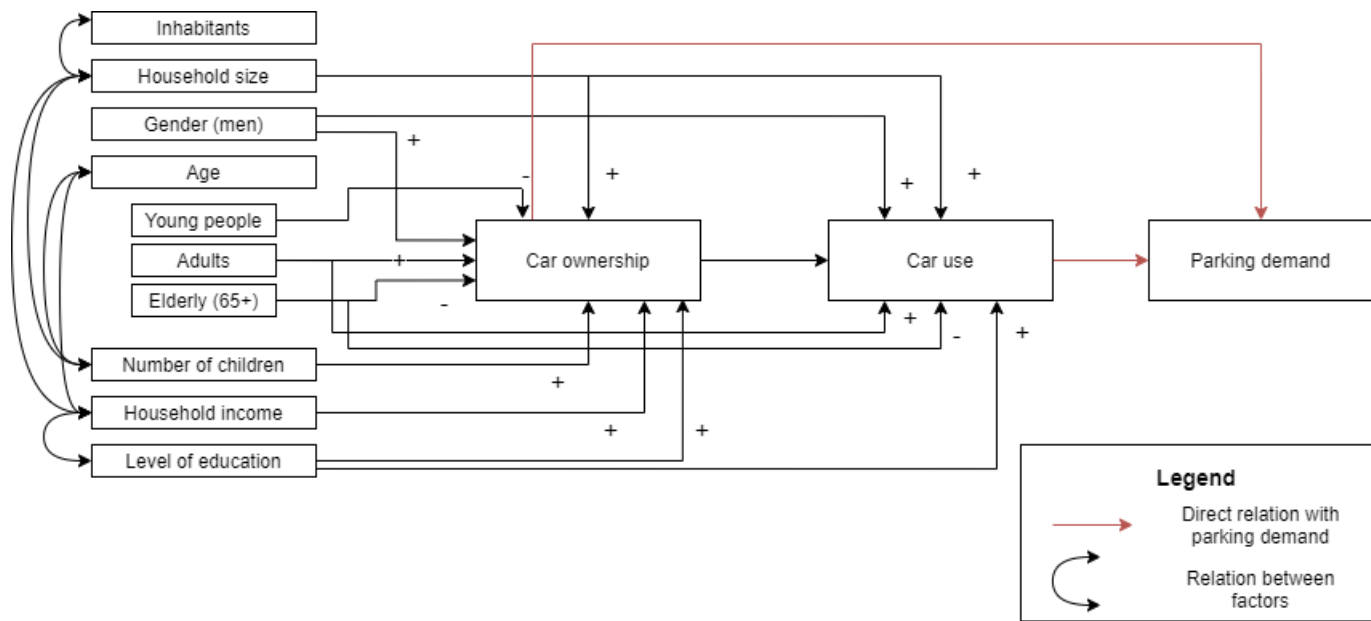 Inhabitants
Household size
Gender (men)
+
Age
-
+
+
+
Young people
Adults
+
Elderly (65+)
-
Car ownership
Car use
Parking demand
+
-
+
Number of children
+
Household income
+
+
Level of education
Legend
Direct relation with
parking demand
Relation between
factors